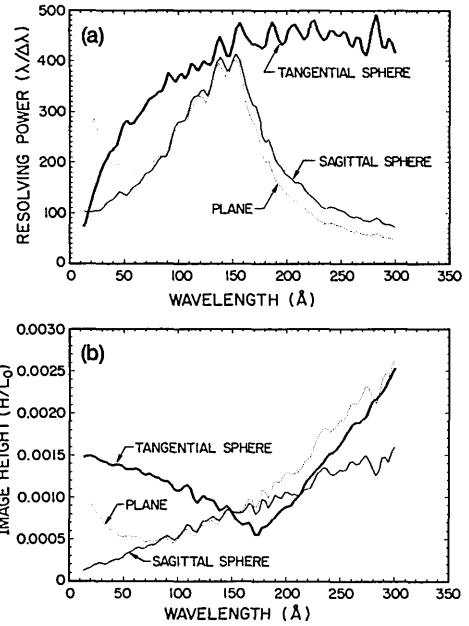 (a)
RESOLVING POWER (λ/Δλ)
500
400
300
200
100
0
TANGENTIAL SPHERE
SAGITTAL SPHERE
PLANE
0 50 100 150 200 250 300 350
WAVELENGTH (Å)
(b)
IMAGE HEIGHT (H/L₀)
0.0030
0.0025
0.0020
0.0015
0.0010
0.0005
0
TANGENTIAL SPHERE
PLANE
SAGITTAL SPHERE
0 50 100 150 200 250 300 350
WAVELENGTH (Å)